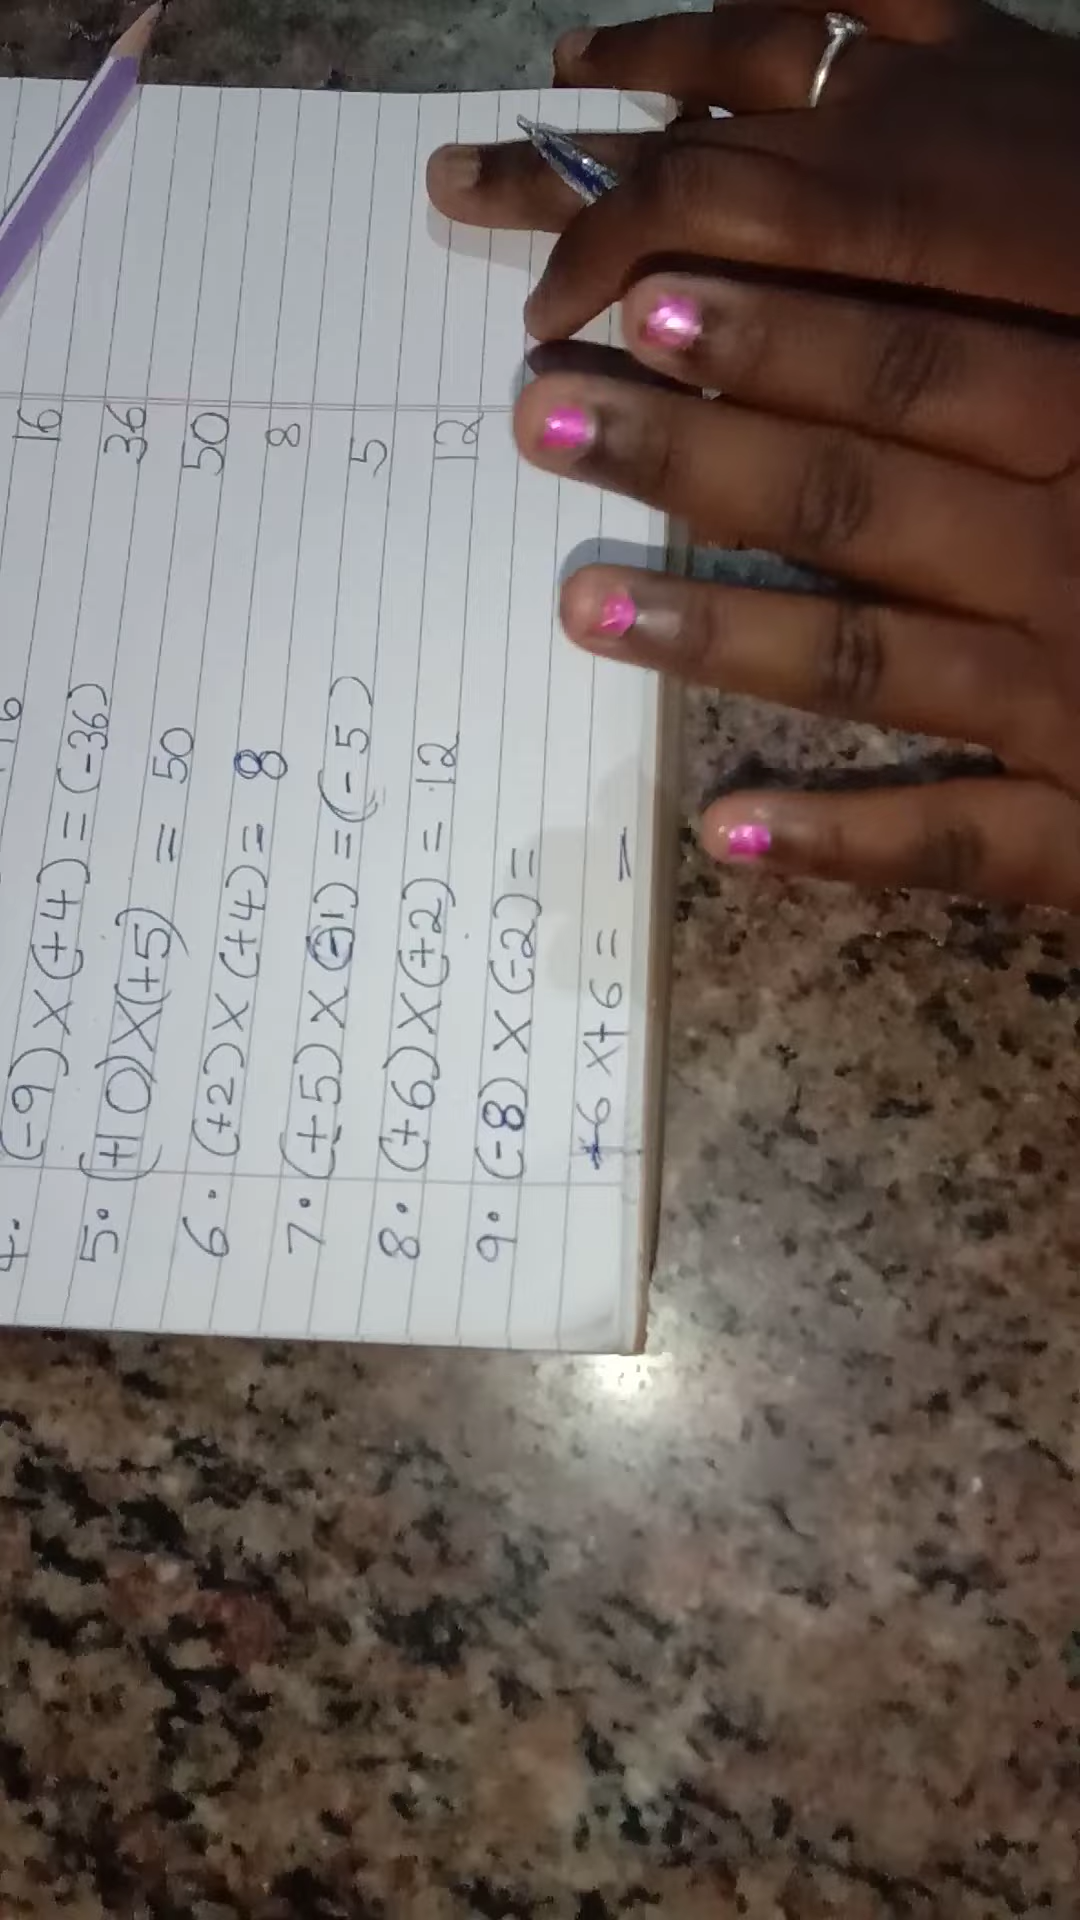 16
4. (-9) X (+4) = (-36) 36
5. (+10) X (+5) = 50 50
6. (+2) X (+4) = 8 8
7. (+5) X (-1) = (-5) 5
8. (+6) X (+2) = 12 12
9. (-8) X (-2) =
6 X +6 = -